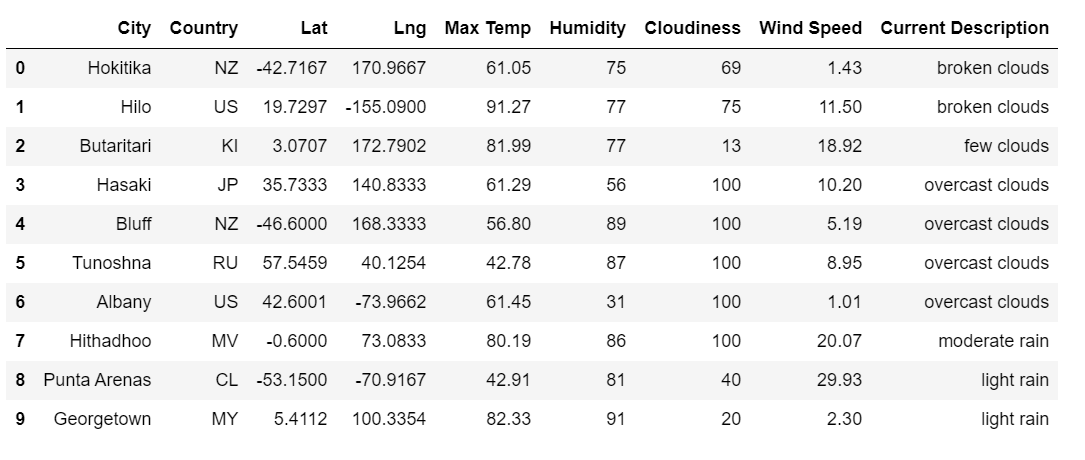 City Country Lat Lng Max Temp Humidity Cloudiness Wind Speed Current Description
0 Hokitika NZ -42.7167 170.9667 61.05 75 69 1.43 broken clouds
1 Hilo US 19.7297 -155.0900 91.27 77 75 11.50 broken clouds
2 Butaritari KI 3.0707 172.7902 81.99 77 13 18.92 few clouds
3 Hasaki JP 35.7333 140.8333 61.29 56 100 10.20 overcast clouds
4 Bluff NZ -46.6000 168.3333 56.80 89 100 5.19 overcast clouds
5 Tunoshna RU 57.5459 40.1254 42.78 87 100 8.95 overcast clouds
6 Albany US 42.6001 -73.9662 61.45 31 100 1.01 overcast clouds
7 Hithadhoo MV -0.6000 73.0833 80.19 86 100 20.07 moderate rain
8 Punta Arenas CL -53.1500 -70.9167 42.91 81 40 29.93 light rain
9 Georgetown MY 5.4112 100.3354 82.33 91 20 2.30 light rain